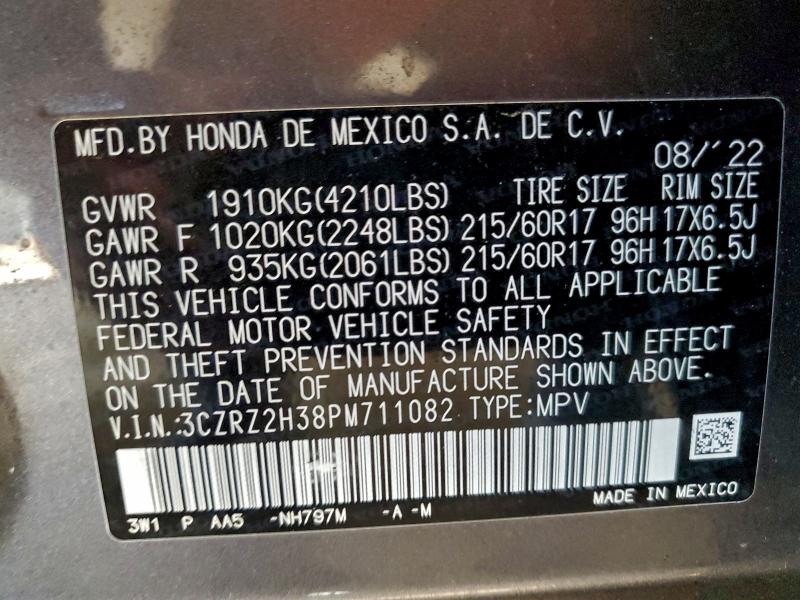 MFD.BY HONDA DE MEXICO S.A. DE C.V.
08/'22
GVWR 1910KG(4210LBS) TIRE SIZE RIM SIZE
GAWR F 1020KG(2248LBS) 215/60R17 96H 17X6.5J
GAWR R 935KG(2061LBS) 215/60R17 96H 17X6.5J
THIS VEHICLE CONFORMS TO ALL APPLICABLE
FEDERAL MOTOR VEHICLE SAFETY
AND THEFT PREVENTION STANDARDS IN EFFECT
ON THE DATE OF MANUFACTURE SHOWN ABOVE.
V.I.N.:3CZRZ2H38PM711082 TYPE:MPV
3W1 P AA5 -NH797M -A -M MADE IN MEXICO